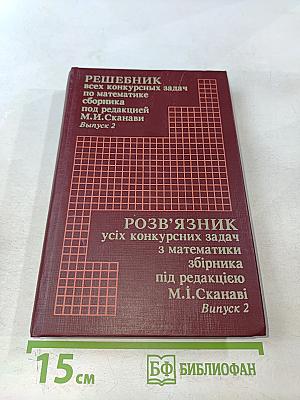 РЕШЕБНИК
всех конкурсных задач
по математике
сборника
под редакцией
М.И.Сканави
Выпуск 2
РОЗВ'ЯЗНИК
усіх конкурсних задач
з математики
збірника
під редакцією
М.І.Сканаві
Випуск 2
15 см
БФ БИБЛИОФАН